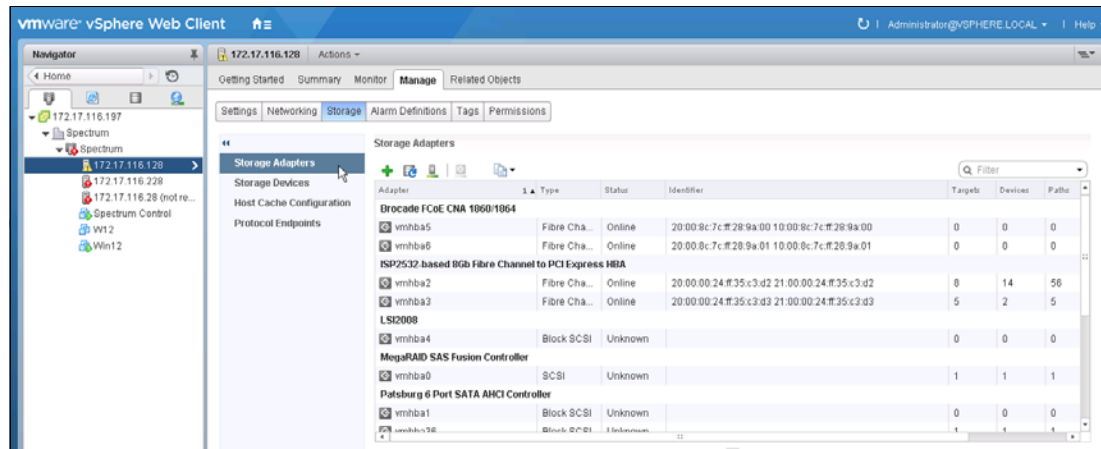 vmware® vSphere Web Client
Administrator@VSPHERE.LOCAL | Help
Navigator
172.17.116.128 Actions
Home
Getting Started Summary Monitor Manage Related Objects
Settings Networking Storage Alarm Definitions Tags Permissions
172.17.116.197
Spectrum
Spectrum
172.17.116.128
172.17.116.228
172.17.116.28 (not re...
Spectrum Control
W12
Win12
Storage Adapters
Storage Devices
Host Cache Configuration
Protocol Endpoints
Storage Adapters
Filter
Adapter 1 Type Status Identifier Targets Devices Paths
Brocade FCoE CNA 1860/1864
vmhba5 Fibre Cha... Online 20:00:8c:7c:ff:28:9a:00 10:00:8c:7c:ff:28:9a:00 0 0 0
vmhba6 Fibre Cha... Online 20:00:8c:7c:ff:28:9a:01 10:00:8c:7c:ff:28:9a:01 0 0 0
ISP2532-based 8Gb Fibre Channel to PCI Express HBA
vmhba2 Fibre Cha... Online 20:00:00:24:ff:35:c3:d2 21:00:00:24:ff:35:c3:d2 8 14 56
vmhba3 Fibre Cha... Online 20:00:00:24:ff:35:c3:d3 21:00:00:24:ff:35:c3:d3 5 2 5
LSI2008
vmhba4 Block SCSI Unknown 0 0 0
MegaRAID SAS Fusion Controller
vmhba0 SCSI Unknown 1 1 1
Patsburg 6 Port SATA AHCI Controller
vmhba1 Block SCSI Unknown 0 0 0
vmhba36 Block SCSI Unknown 1 1 1